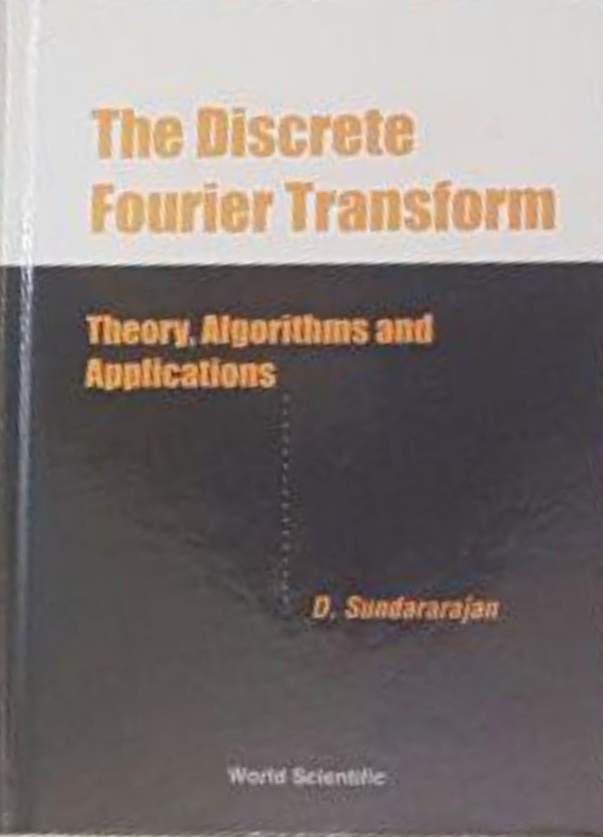 The Discrete
Fourier Transform
Theory, Algorithms and
Applications
D. Sundararajan
World Scientific